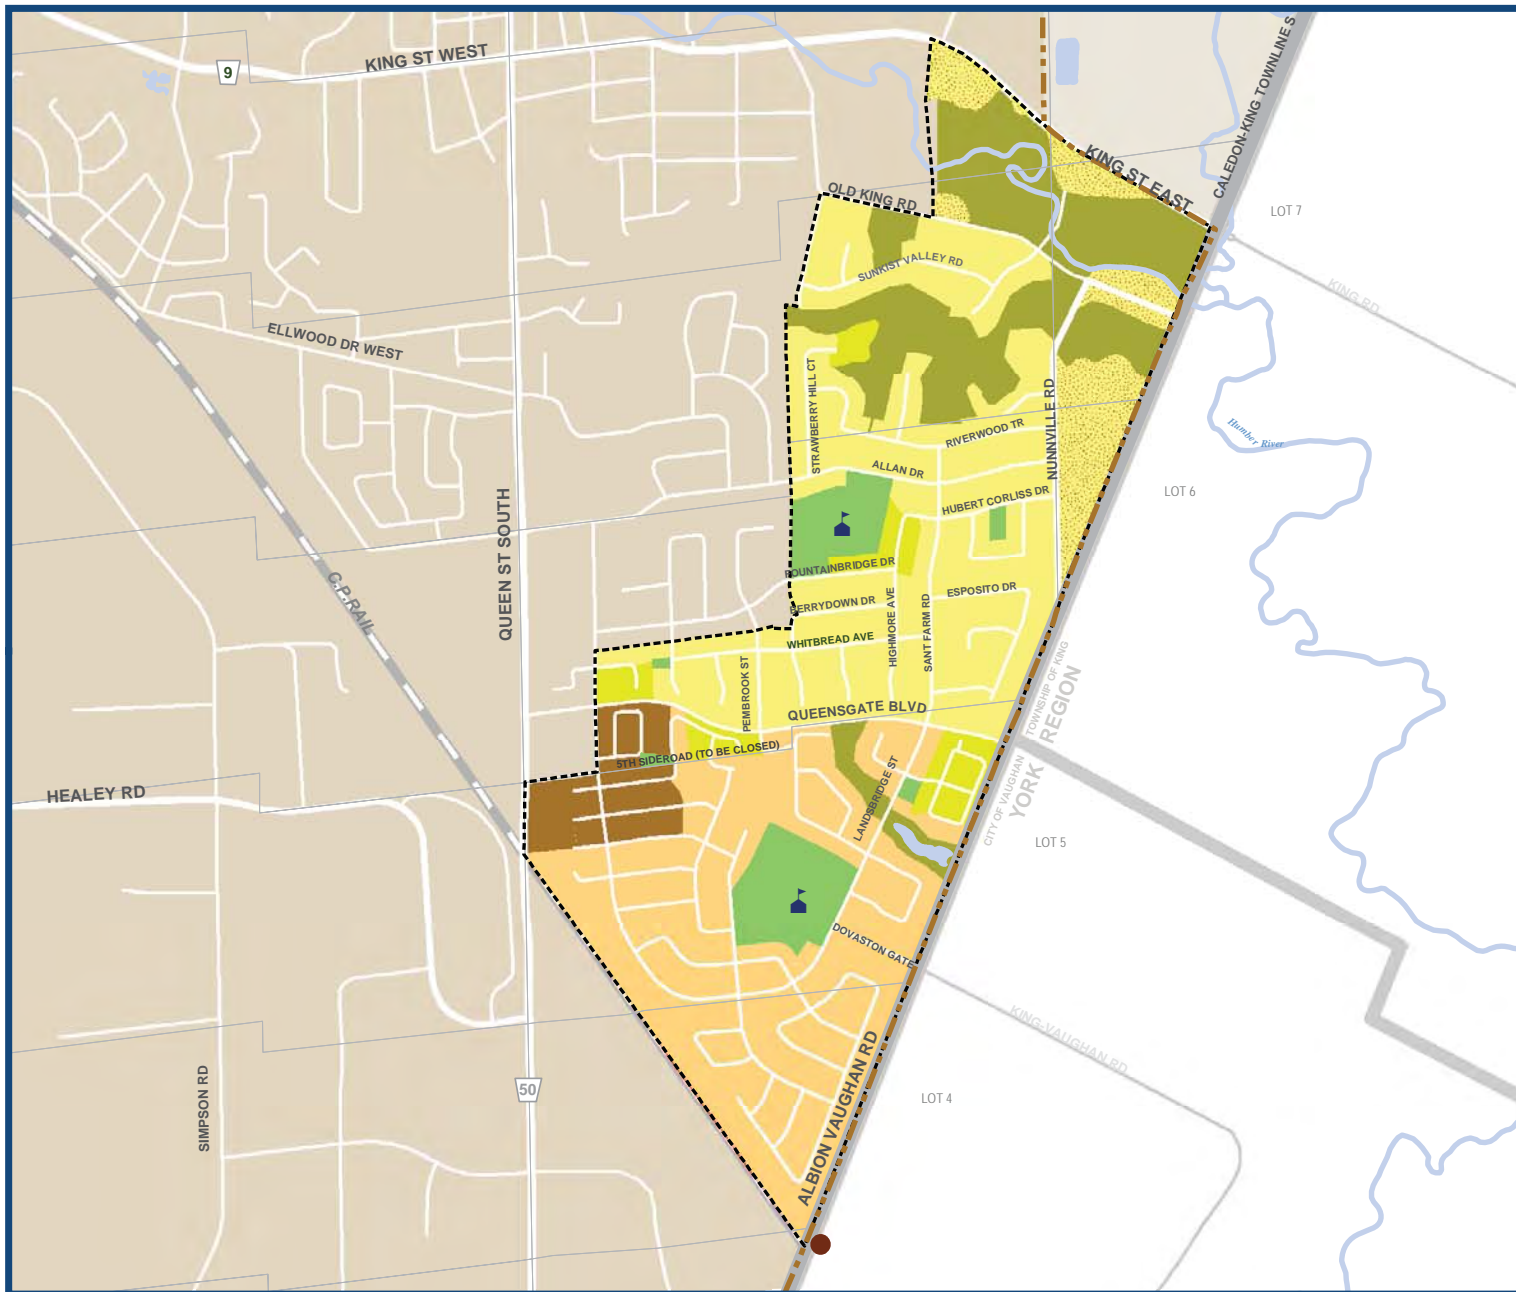 KING ST WEST
9
CALEDON-KING TOWNLINE S
KING ST EAST
OLD KING RD
LOT 7
SUNKIST VALLEY RD
KING RD
ELLWOOD DR WEST
STRAWBERRY HILL CT
NUNNVILLE RD
RIVERWOOD TR
Humber River
ALLAN DR
HUBERT CORLISS DR
LOT 6
QUEEN ST SOUTH
C.P.RAIL
FOUNTAINBRIDGE DR
ESPOSITO DR
BERRYDOWN DR
HIGHMORE AVE
SANT FARM RD
WHITBREAD AVE
PEMBROOK ST
TOWNSHIP OF KING
REGION
QUEENSGATE BLVD
5TH SIDEROAD (TO BE CLOSED)
LANDSBRIDGE ST
CITY OF VAUGHAN
YORK
HEALEY RD
LOT 5
DOVASTON GATE
KING-VAUGHAN RD
SIMPSON RD
50
ALBION VAUGHAN RD
LOT 4